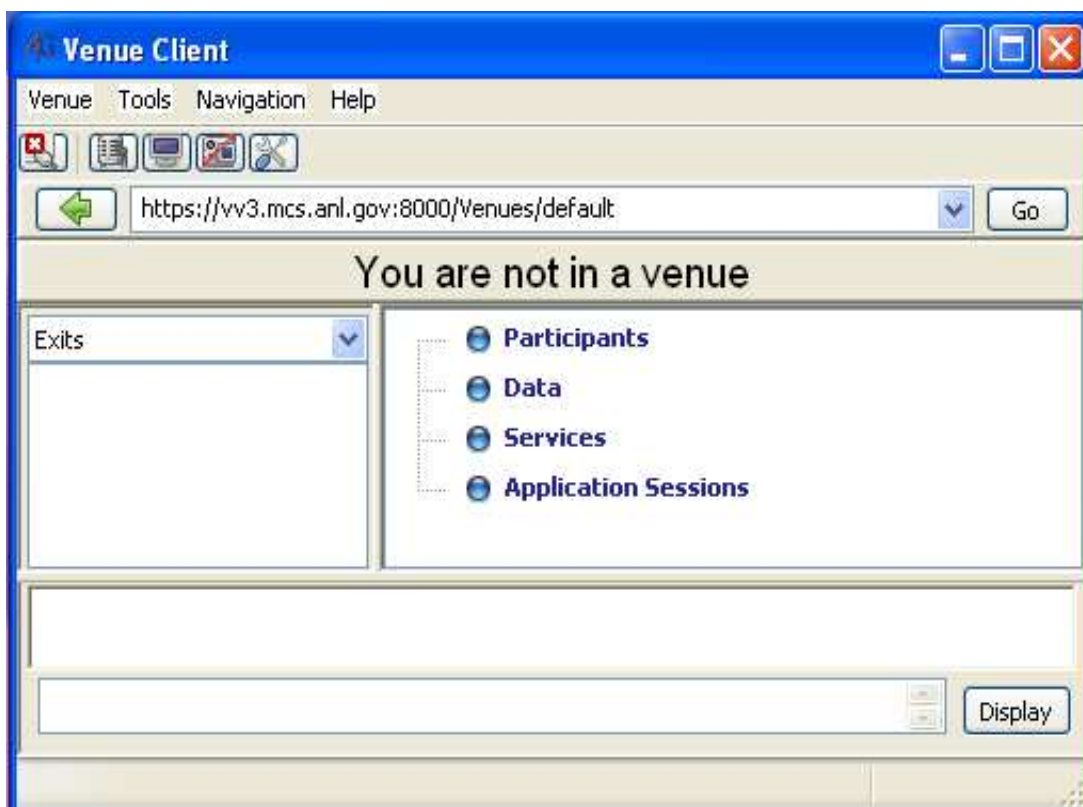 Venue Client
Venue Tools Navigation Help
https://vv3.mcs.anl.gov:8000/Venues/default Go
You are not in a venue
Exits
Participants
Data
Services
Application Sessions
Display